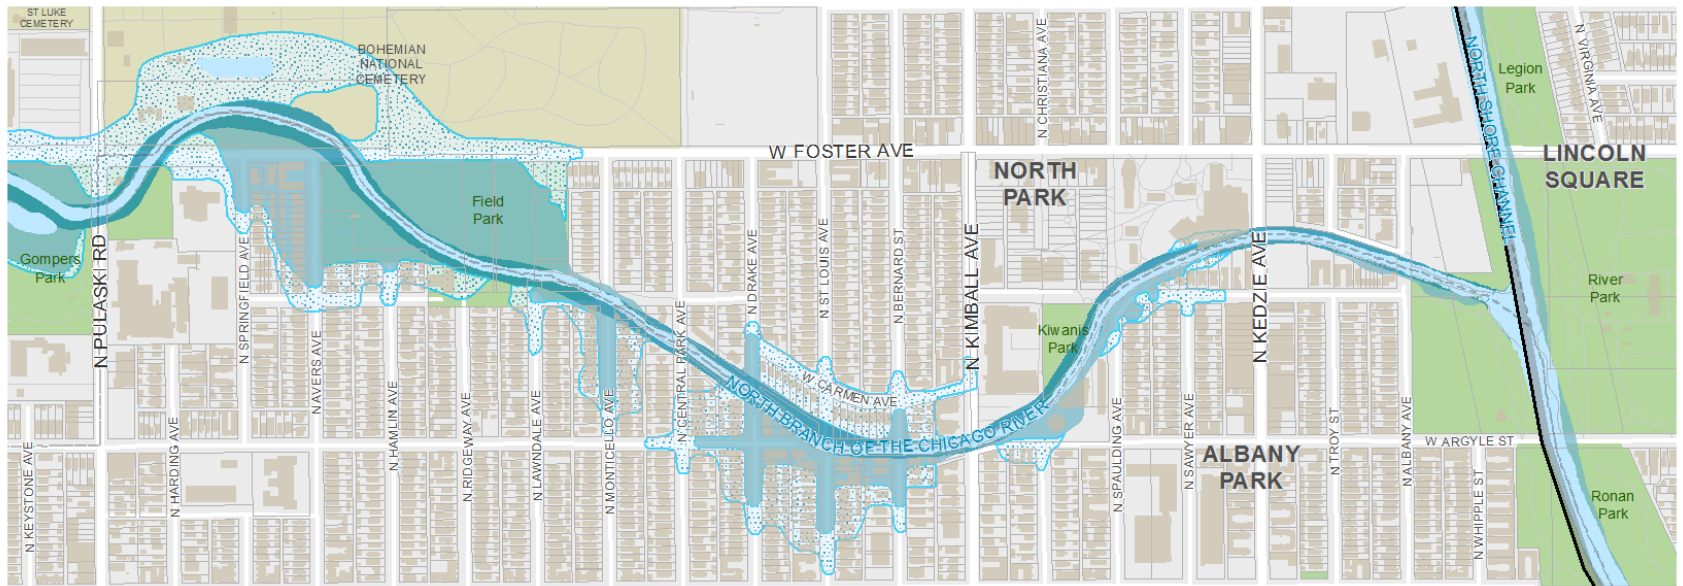 ST LUKE
CEMETERY
BOHEMIAN
NATIONAL
CEMETERY
N CHRISTIANA AVE
NORTH SHORE CHANNEL
Legion
Park
N VIRGINIA AVE
W FOSTER AVE
NORTH
PARK
LINCOLN
SQUARE
Field
Park
Gompers
Park
N PULASKI RD
N SPRINGFIELD AVE
N AVERS AVE
N DRAKE AVE
N ST LOUIS AVE
N BERNARD ST
N KIMBALL AVE
N KEDZIE AVE
River
Park
Kiwanis
Park
N CENTRAL PARK AVE
W CARMEN AVE
NORTH BRANCH OF THE CHICAGO RIVER
N KEYSTONE AVE
N HARDING AVE
N HAMLIN AVE
N RIDGEWAY AVE
N LAWNDALE AVE
N MONTICELLO AVE
N SPAULDING AVE
N SAWYER AVE
ALBANY
PARK
N TROY ST
N ALBANY AVE
W ARGYLE ST
N WHIPPLE ST
Ronan
Park